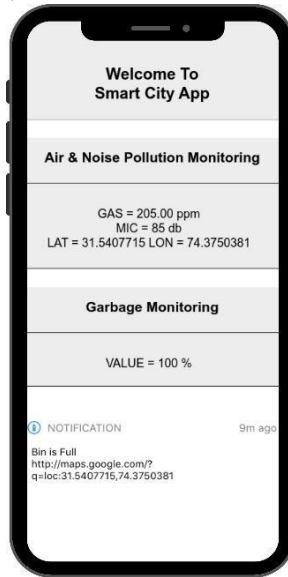 Welcome To
Smart City App
Air & Noise Pollution Monitoring
GAS = 205.00 ppm
MIC = 85 db
LAT = 31.5407715 LON = 74.3750381
Garbage Monitoring
VALUE = 100 %
NOTIFICATION 9m ago
Bin is Full
http://maps.google.com/?
q=loc:31.5407715,74.3750381